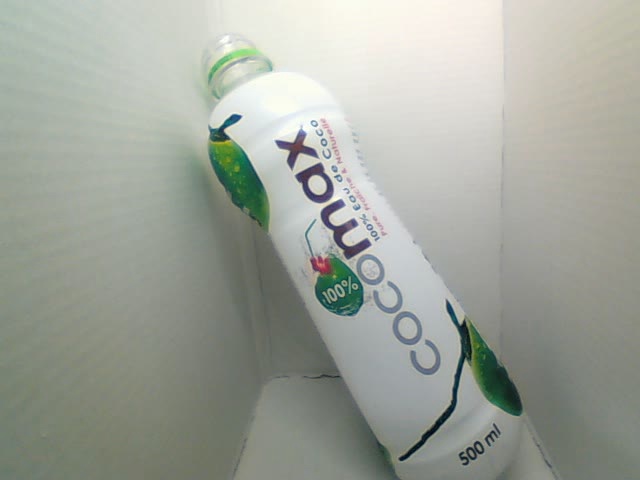 cocomax
100% Eau de Coco
Pure, Fraîche & Naturelle
100%
500 ml